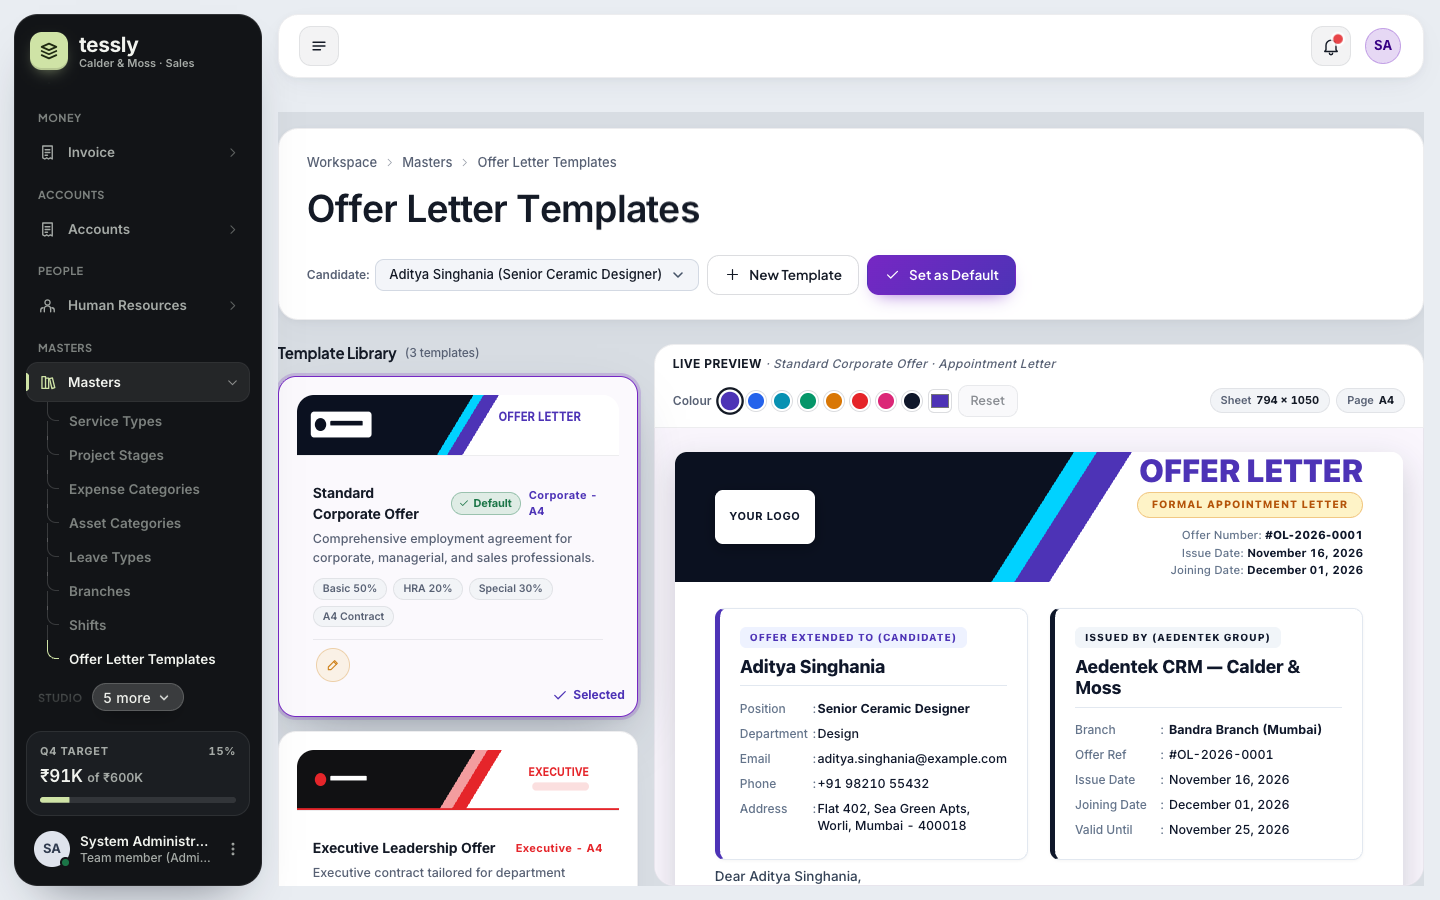 tessly
Calder & Moss · Sales
MONEY
Invoice
ACCOUNTS
Accounts
PEOPLE
Human Resources
MASTERS
Masters
Service Types
Project Stages
Expense Categories
Asset Categories
Leave Types
Branches
Shifts
Offer Letter Templates
STUDIO
5 more
Q4 TARGET 15%
₹91K of ₹600K
SA
System Administr...
Team member (Admi...
SA
Workspace > Masters > Offer Letter Templates
Offer Letter Templates
Candidate: Aditya Singhania (Senior Ceramic Designer)
New Template
Set as Default
Template Library (3 templates)
OFFER LETTER
Standard
Corporate Offer
Default
Corporate -
A4
Comprehensive employment agreement for
corporate, managerial, and sales professionals.
Basic 50% HRA 20% Special 30%
A4 Contract
Selected
EXECUTIVE
Executive Leadership Offer Executive - A4
Executive contract tailored for department
LIVE PREVIEW · Standard Corporate Offer · Appointment Letter
Colour Reset Sheet 794 × 1050 Page A4
YOUR LOGO
OFFER LETTER
FORMAL APPOINTMENT LETTER
Offer Number: #OL-2026-0001
Issue Date: November 16, 2026
Joining Date: December 01, 2026
OFFER EXTENDED TO (CANDIDATE)
Aditya Singhania
Position : Senior Ceramic Designer
Department : Design
Email : aditya.singhania@example.com
Phone : +91 98210 55432
Address : Flat 402, Sea Green Apts,
Worli, Mumbai - 400018
ISSUED BY (AEDENTEK GROUP)
Aedentek CRM — Calder &
Moss
Branch : Bandra Branch (Mumbai)
Offer Ref : #OL-2026-0001
Issue Date : November 16, 2026
Joining Date : December 01, 2026
Valid Until : November 25, 2026
Dear Aditya Singhania,